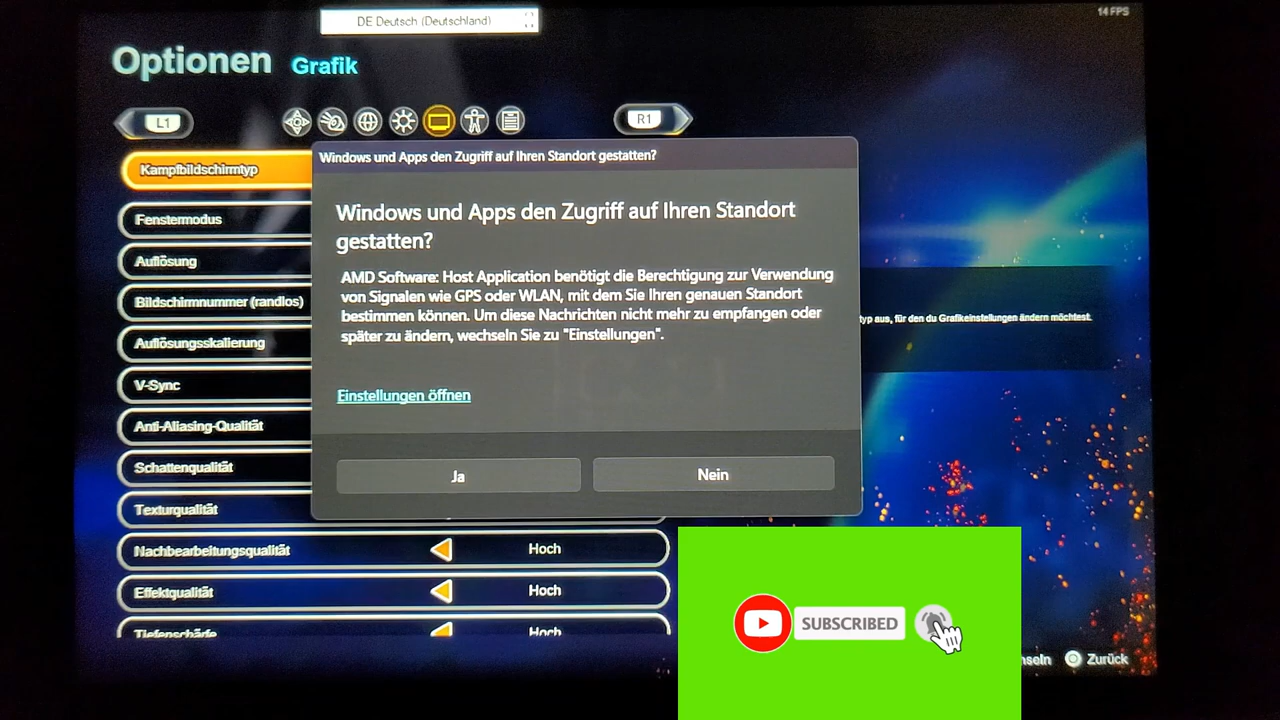 DE Deutsch (Deutschland)
14 FPS
Optionen Grafik
L1
R1
Kampfbildschirmtyp
Windows und Apps den Zugriff auf Ihren Standort gestatten?
Windows und Apps den Zugriff auf Ihren Standort
gestatten?
Fenstermodus
Auflösung
AMD Software: Host Application benötigt die Berechtigung zur Verwendung
von Signalen wie GPS oder WLAN, mit dem Sie Ihren genauen Standort
bestimmen können. Um diese Nachrichten nicht mehr zu empfangen oder
später zu ändern, wechseln Sie zu "Einstellungen".
Bildschirmnummer (randlos)
typ aus, für den du Grafikeinstellungen ändern möchtest.
Auflösungsskalierung
V-Sync
Einstellungen öffnen
Anti-Aliasing-Qualität
Schattenqualität
Ja
Nein
Texturqualität
Nachbearbeitungsqualität Hoch
Effektqualität Hoch
Tiefenschärfe Hoch
SUBSCRIBED
Zurück